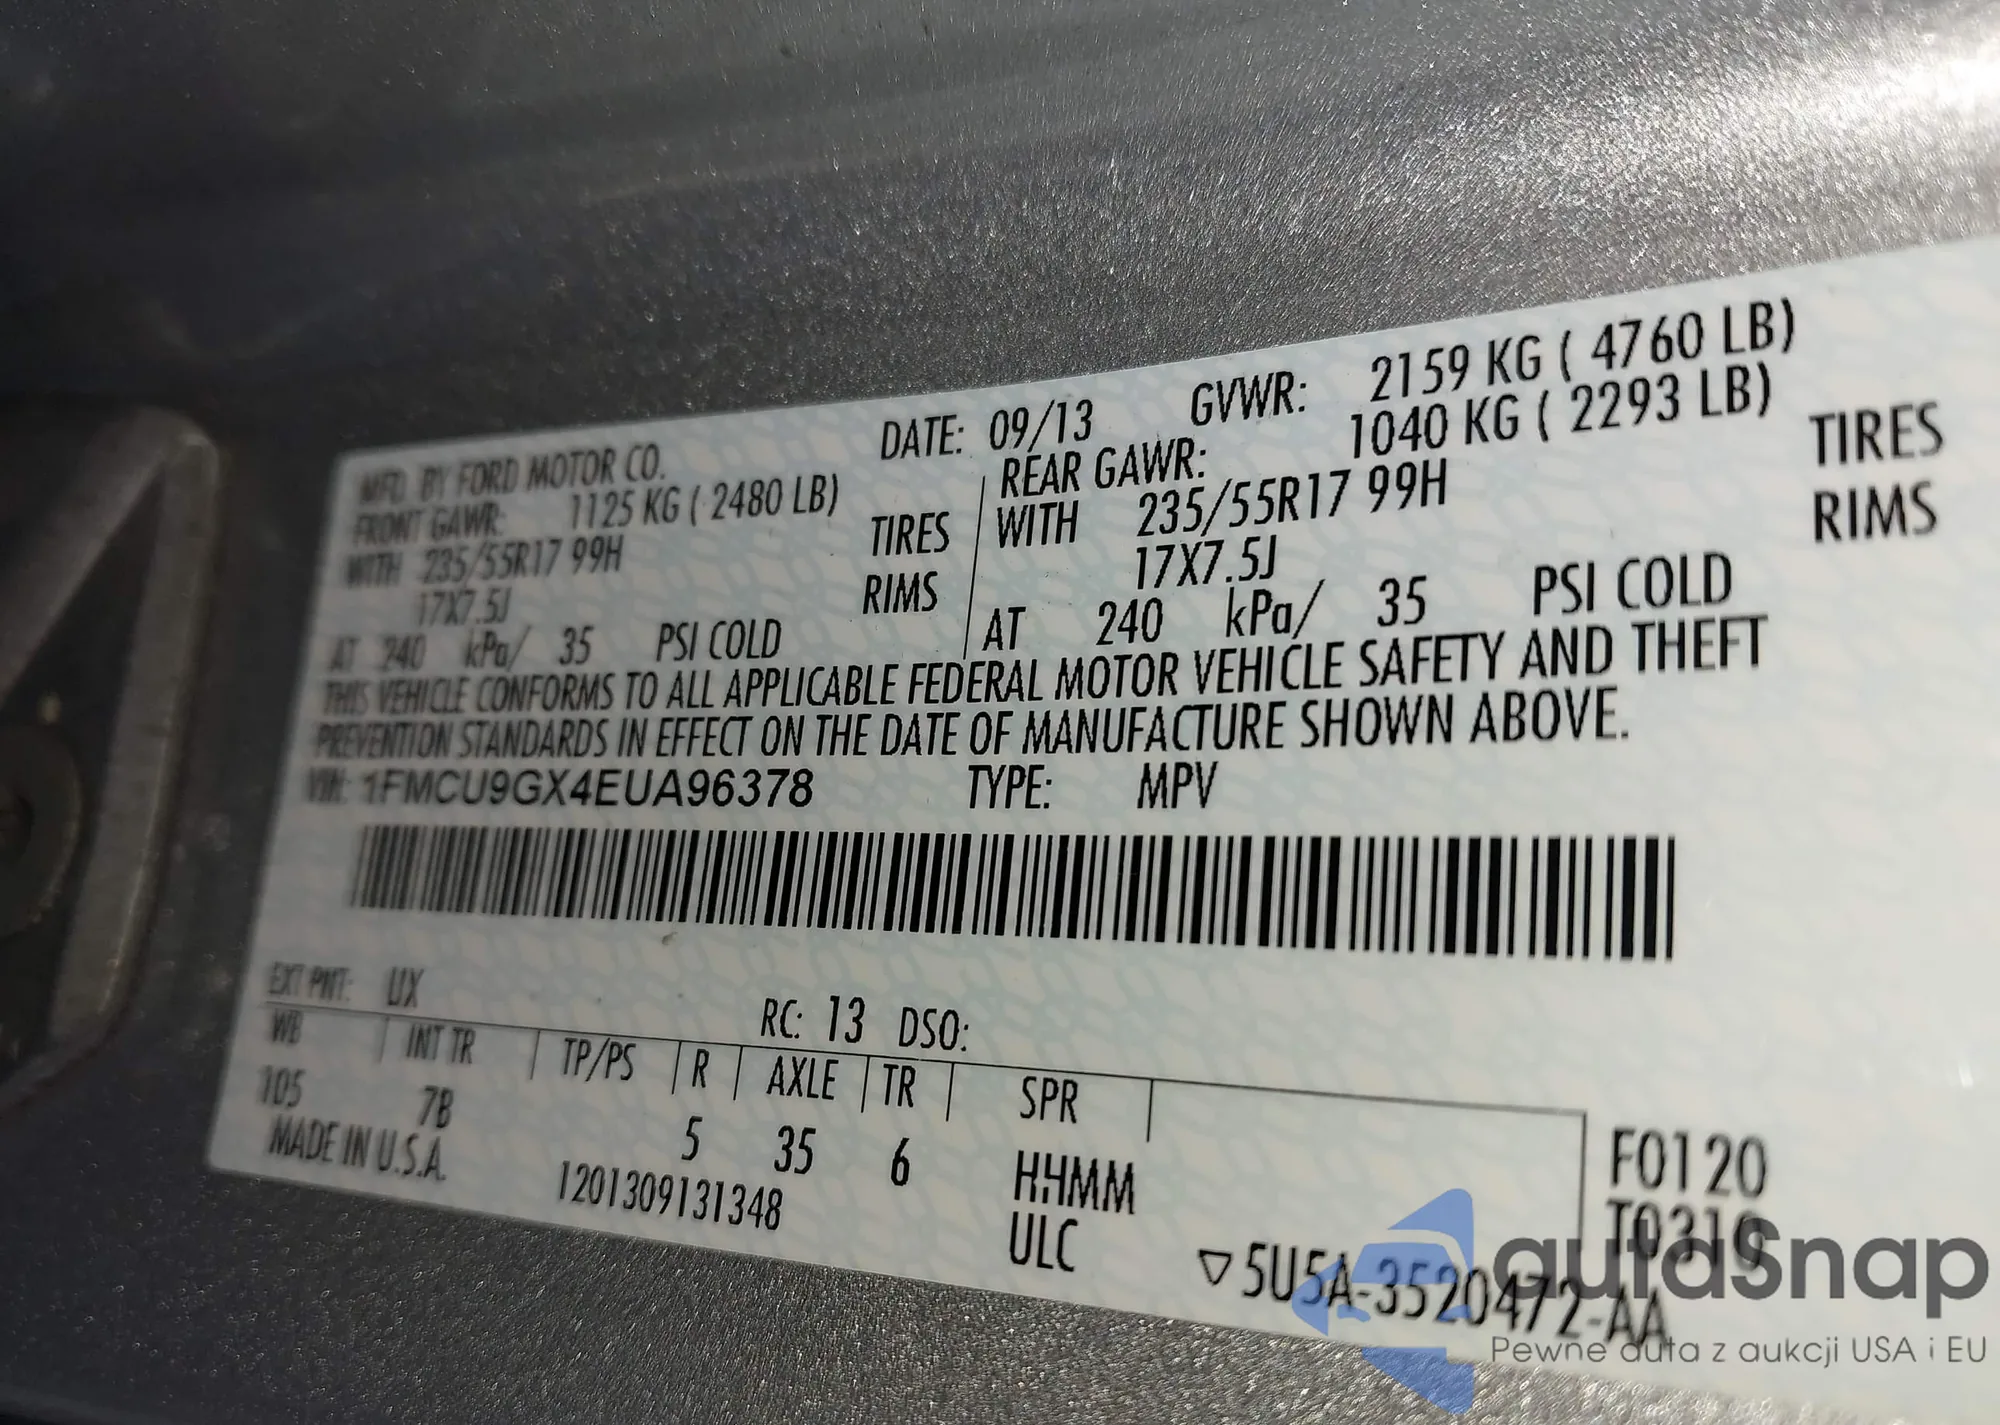 MFD. BY FORD MOTOR CO. DATE: 09/13 GVWR: 2159 KG ( 4760 LB)
FRONT GAWR: 1125 KG ( 2480 LB) REAR GAWR: 1040 KG ( 2293 LB)
WITH 235/55R17 99H TIRES WITH 235/55R17 99H TIRES
17X7.5J RIMS 17X7.5J RIMS
AT 240 kPa/ 35 PSI COLD AT 240 kPa/ 35 PSI COLD
THIS VEHICLE CONFORMS TO ALL APPLICABLE FEDERAL MOTOR VEHICLE SAFETY AND THEFT
PREVENTION STANDARDS IN EFFECT ON THE DATE OF MANUFACTURE SHOWN ABOVE.
VIN: 1FMCU9GX4EUA96378 TYPE: MPV
EXT PNT: UX RC: 13 DSO:
WB INT TR TP/PS R AXLE TR SPR
105 7B 5 35 6 HHMM F0120
MADE IN U.S.A. 1201309131348 ULC T0310
▽5U5A-3520472-AA
autaSnap
Pewne auta z aukcji USA i EU